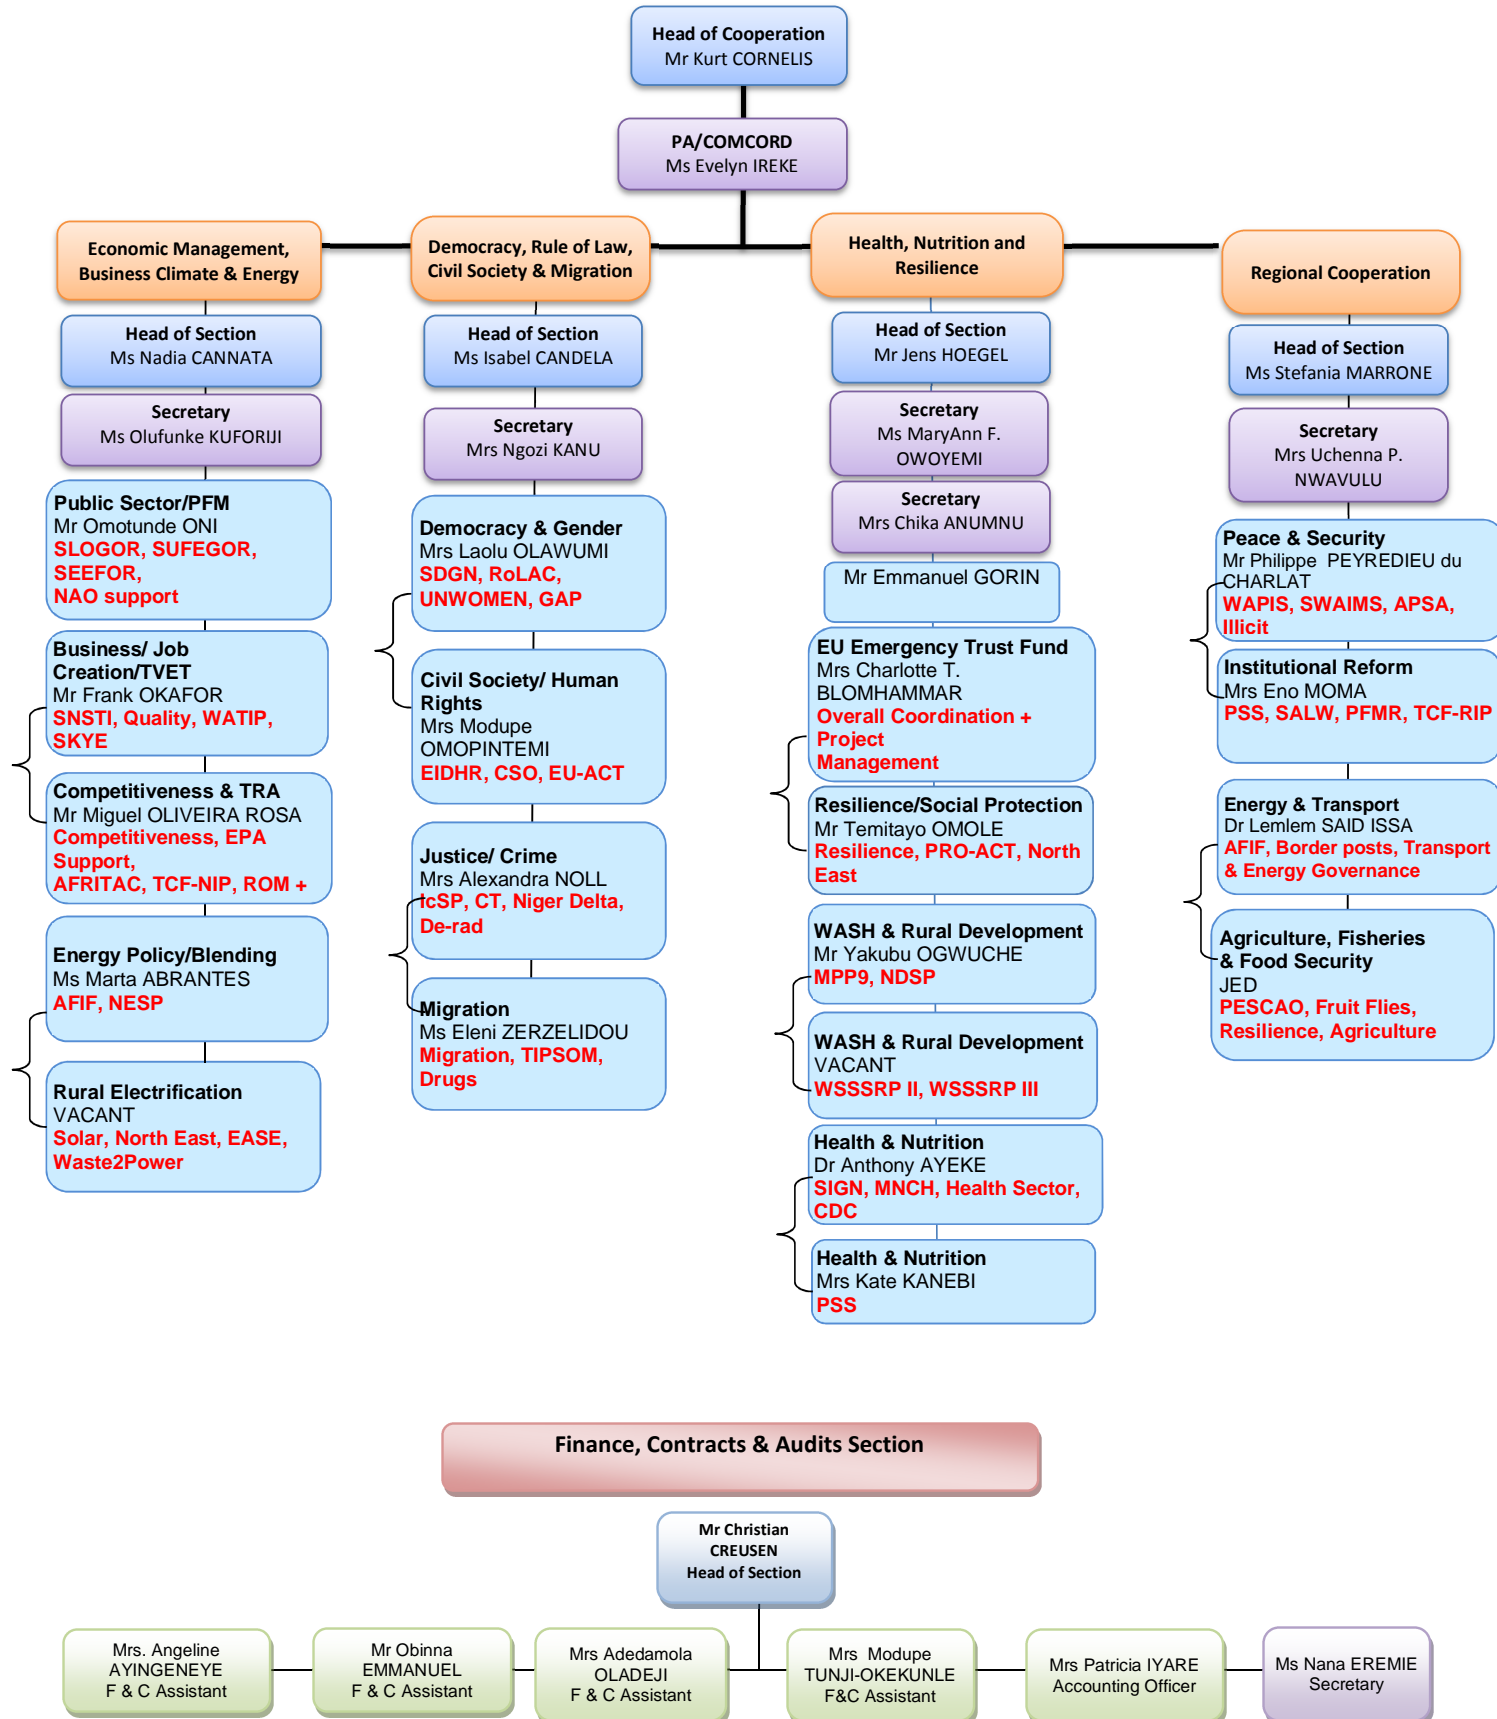 Head of Cooperation
Mr Kurt CORNELIS
PA/COMCORD
Ms Evelyn IREKE
Economic Management,
Business Climate & Energy
Head of Section
Ms Nadia CANNATA
Secretary
Ms Olufunke KUFORIJI
Public Sector/PFM
Mr Omotunde ONI
SLOGOR, SUFEGOR,
SEEFOR,
NAO support
Business/ Job
Creation/TVET
Mr Frank OKAFOR
SNSTI, Quality, WATIP,
SKYE
Competitiveness & TRA
Mr Miguel OLIVEIRA ROSA
Competitiveness, EPA
Support,
AFRITAC, TCF-NIP, ROM +
Energy Policy/Blending
Ms Marta ABRANTES
AFIF, NESP
Rural Electrification
VACANT
Solar, North East, EASE,
Waste2Power
Democracy, Rule of Law,
Civil Society & Migration
Head of Section
Ms Isabel CANDELA
Secretary
Mrs Ngozi KANU
Democracy & Gender
Mrs Laolu OLAWUMI
SDGN, RoLAC,
UNWOMEN, GAP
Civil Society/ Human
Rights
Mrs Modupe
OMOPINTEMI
EIDHR, CSO, EU-ACT
Justice/ Crime
Mrs Alexandra NOLL
IcSP, CT, Niger Delta,
De-rad
Migration
Ms Eleni ZERZELIDOU
Migration, TIPSOM,
Drugs
Health, Nutrition and
Resilience
Head of Section
Mr Jens HOEGEL
Secretary
Ms MaryAnn F.
OWOYEMI
Secretary
Mrs Chika ANUMNU
Mr Emmanuel GORIN
EU Emergency Trust Fund
Mrs Charlotte T.
BLOMHAMMAR
Overall Coordination +
Project
Management
Resilience/Social Protection
Mr Temitayo OMOLE
Resilience, PRO-ACT, North
East
WASH & Rural Development
Mr Yakubu OGWUCHE
MPP9, NDSP
WASH & Rural Development
VACANT
WSSSRP II, WSSSRP III
Health & Nutrition
Dr Anthony AYEKE
SIGN, MNCH, Health Sector,
CDC
Health & Nutrition
Mrs Kate KANEBI
PSS
Regional Cooperation
Head of Section
Ms Stefania MARRONE
Secretary
Mrs Uchenna P.
NWAVULU
Peace & Security
Mr Philippe PEYREDIEU du
CHARLAT
WAPIS, SWAIMS, APSA,
Illicit
Institutional Reform
Mrs Eno MOMA
PSS, SALW, PFMR, TCF-RIP
Energy & Transport
Dr Lemlem SAID ISSA
AFIF, Border posts, Transport
& Energy Governance
Agriculture, Fisheries
& Food Security
JED
PESCAO, Fruit Flies,
Resilience, Agriculture
Finance, Contracts & Audits Section
Mr Christian
CREUSEN
Head of Section
Mrs. Angeline
AYINGENEYE
F & C Assistant
Mr Obinna
EMMANUEL
F & C Assistant
Mrs Adedamola
OLADEJI
F & C Assistant
Mrs Modupe
TUNJI-OKEKUNLE
F&C Assistant
Mrs Patricia IYARE
Accounting Officer
Ms Nana EREMIE
Secretary